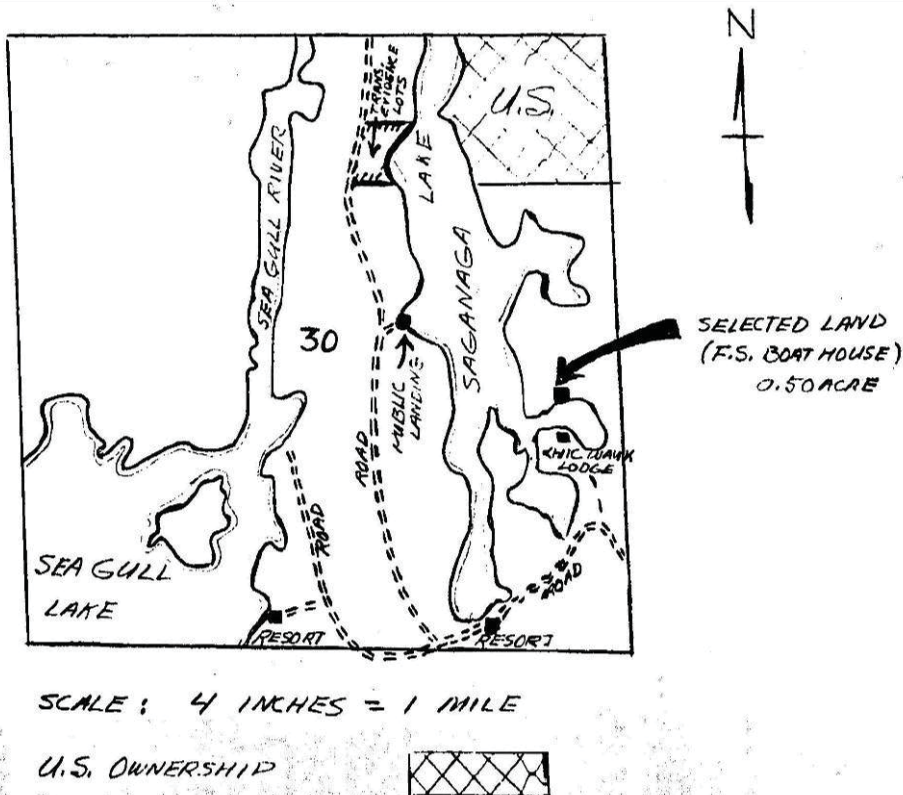 N
U.S.
TRANS.
EVIDENCE
LOTS
LAKE
SAGANAGA
SEA GULL RIVER
30
SELECTED LAND
(F.S. BOAT HOUSE)
0.50 ACRE
PUBLIC
LANDING
ROAD
LODGE
ROAD
ROAD
SEA GULL
LAKE
RESORT
RESORT
SCALE: 4 INCHES = 1 MILE
U.S. OWNERSHIP